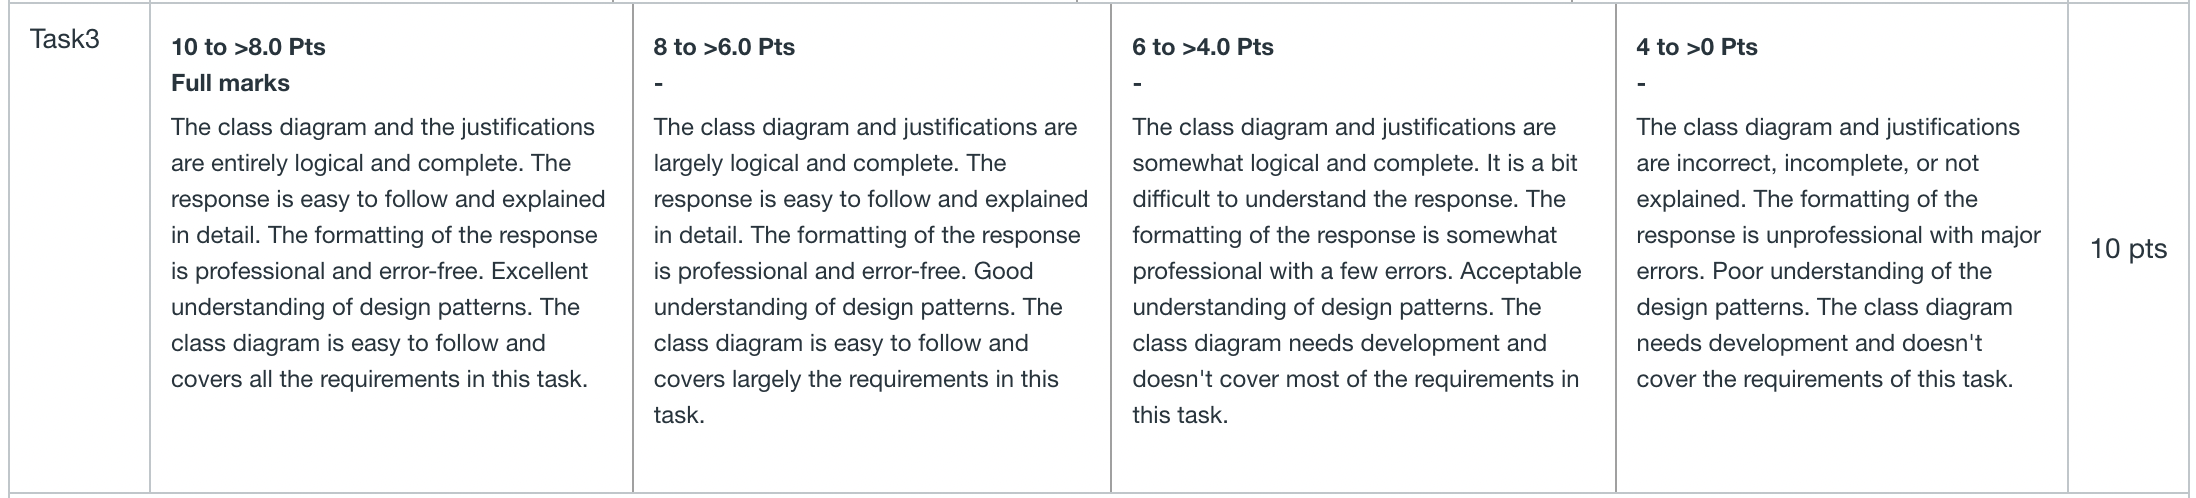 Task3
10 to >8.0 Pts
Full marks
The class diagram and the justifications
are entirely logical and complete. The
response is easy to follow and explained
in detail. The formatting of the response
is professional and error-free. Excellent
understanding of design patterns. The
class diagram is easy to follow and
covers all the requirements in this task.
8 to >6.0 Pts
-
The class diagram and justifications are
largely logical and complete. The
response is easy to follow and explained
in detail. The formatting of the response
is professional and error-free. Good
understanding of design patterns. The
class diagram is easy to follow and
covers largely the requirements in this
task.
6 to >4.0 Pts
-
The class diagram and justifications are
somewhat logical and complete. It is a bit
difficult to understand the response. The
formatting of the response is somewhat
professional with a few errors. Acceptable
understanding of design patterns. The
class diagram needs development and
doesn't cover most of the requirements in
this task.
4 to >0 Pts
-
The class diagram and justifications
are incorrect, incomplete, or not
explained. The formatting of the
response is unprofessional with major
errors. Poor understanding of the
design patterns. The class diagram
needs development and doesn't
cover the requirements of this task.
10 pts